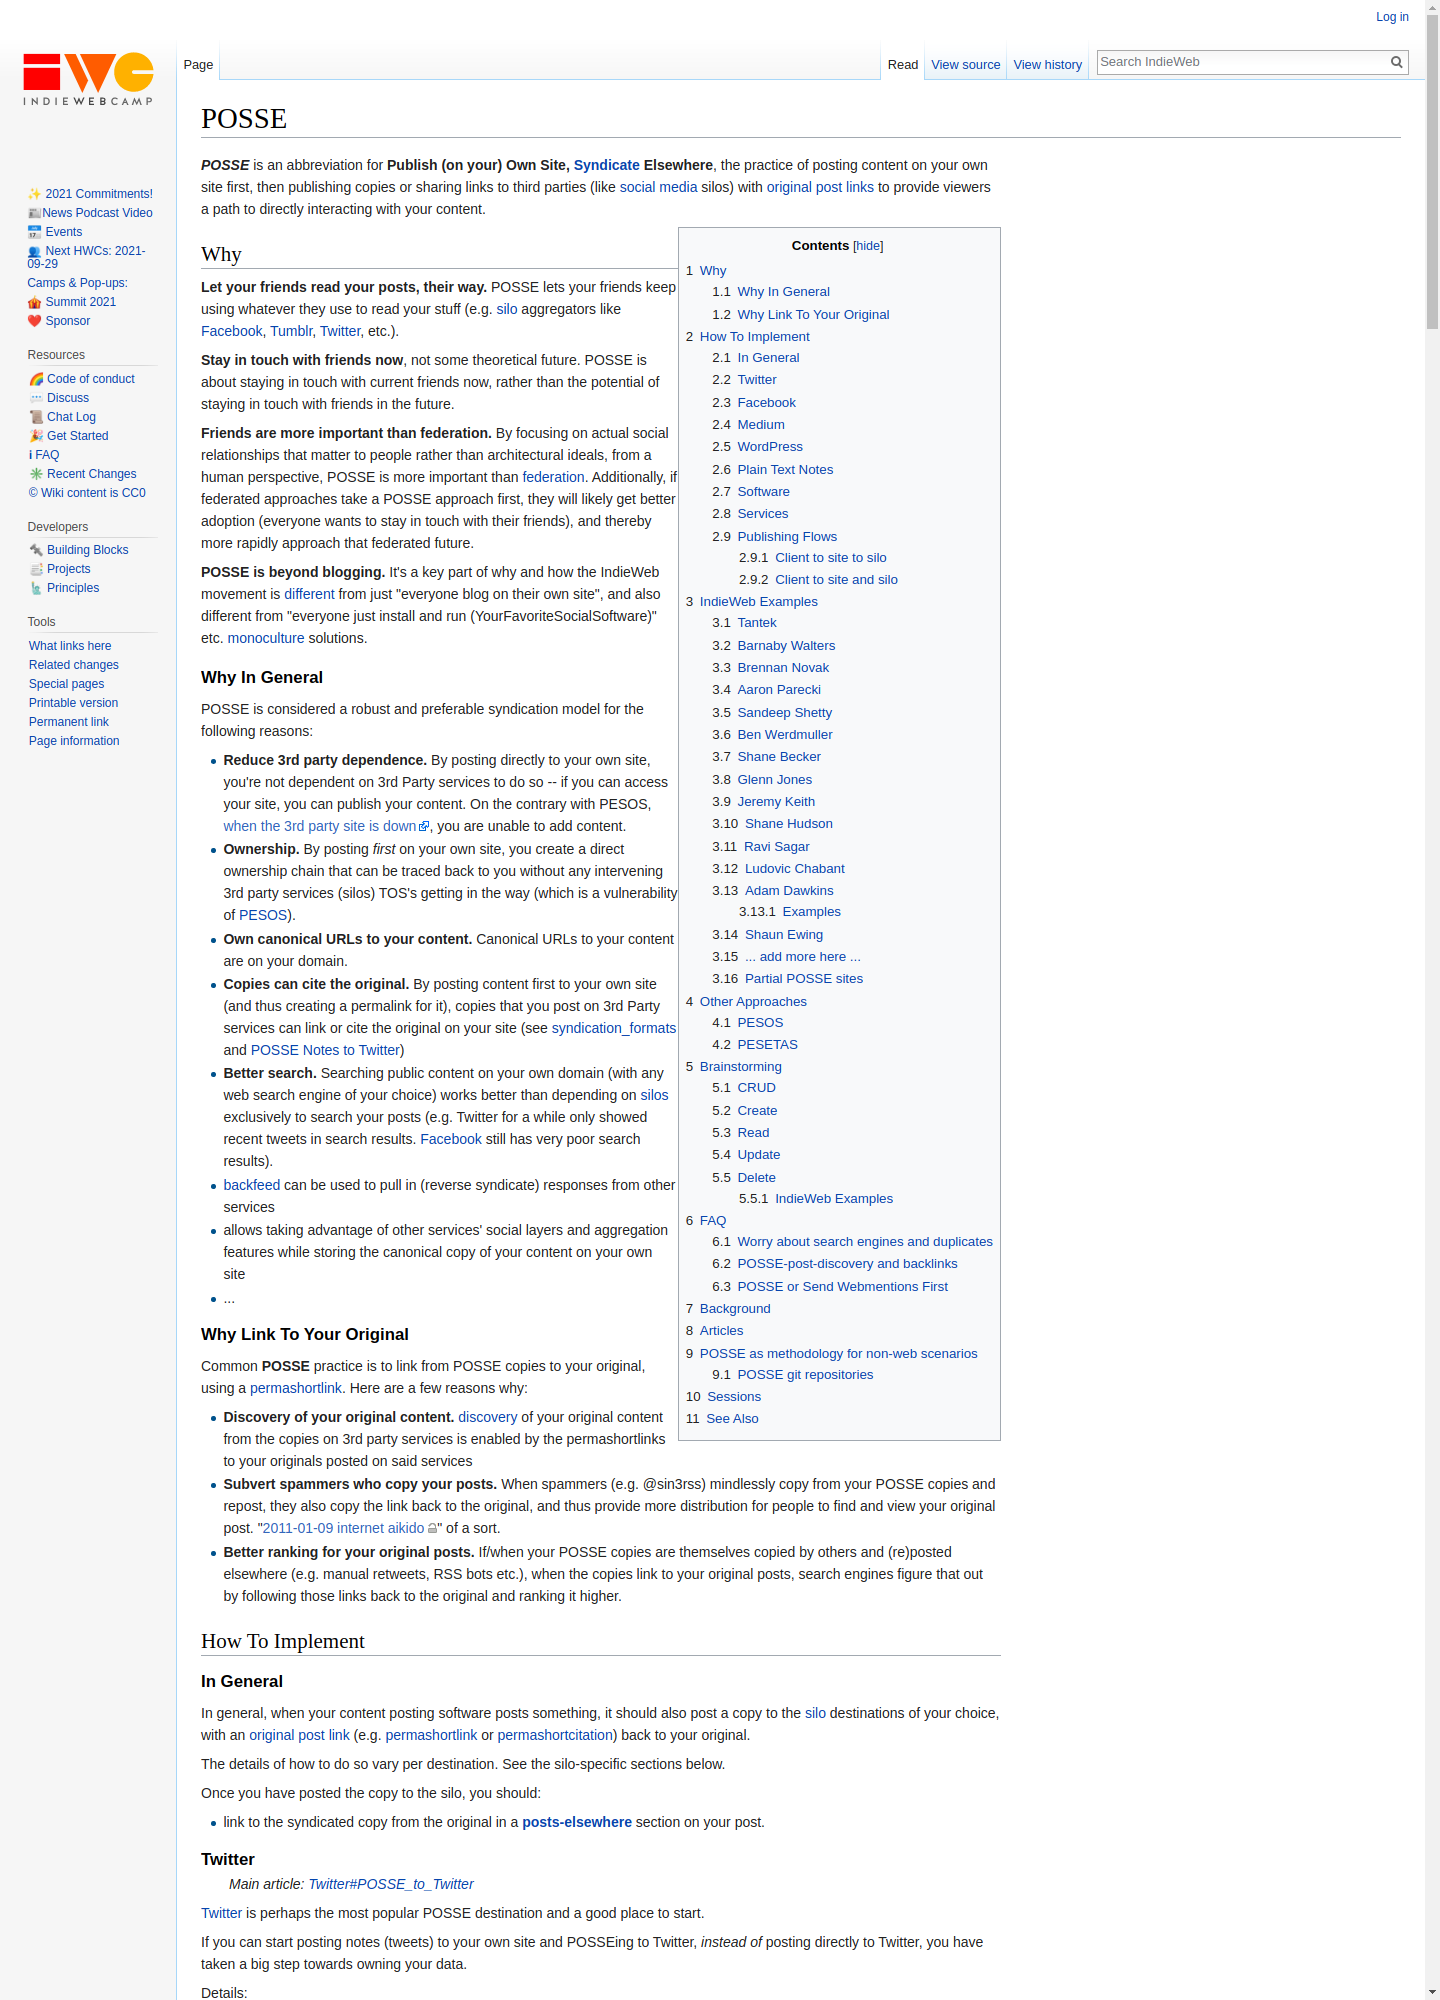 Log in
INDIEWEBCAMP
Page
Read
View source
View history
Search IndieWeb
✨ 2021 Commitments!
📰News Podcast Video
📅 Events
👥 Next HWCs: 2021-
09-29
Camps & Pop-ups:
🎪 Summit 2021
❤️ Sponsor
Resources
🌈 Code of conduct
💬 Discuss
📜 Chat Log
🎉 Get Started
ℹ FAQ
✳️ Recent Changes
© Wiki content is CC0
Developers
🔩 Building Blocks
📑 Projects
🗽 Principles
Tools
What links here
Related changes
Special pages
Printable version
Permanent link
Page information
POSSE
POSSE is an abbreviation for Publish (on your) Own Site, Syndicate Elsewhere, the practice of posting content on your own
site first, then publishing copies or sharing links to third parties (like social media silos) with original post links to provide viewers
a path to directly interacting with your content.
Contents [hide]
1 Why
1.1 Why In General
1.2 Why Link To Your Original
2 How To Implement
2.1 In General
2.2 Twitter
2.3 Facebook
2.4 Medium
2.5 WordPress
2.6 Plain Text Notes
2.7 Software
2.8 Services
2.9 Publishing Flows
2.9.1 Client to site to silo
2.9.2 Client to site and silo
3 IndieWeb Examples
3.1 Tantek
3.2 Barnaby Walters
3.3 Brennan Novak
3.4 Aaron Parecki
3.5 Sandeep Shetty
3.6 Ben Werdmuller
3.7 Shane Becker
3.8 Glenn Jones
3.9 Jeremy Keith
3.10 Shane Hudson
3.11 Ravi Sagar
3.12 Ludovic Chabant
3.13 Adam Dawkins
3.13.1 Examples
3.14 Shaun Ewing
3.15 ... add more here ...
3.16 Partial POSSE sites
4 Other Approaches
4.1 PESOS
4.2 PESETAS
5 Brainstorming
5.1 CRUD
5.2 Create
5.3 Read
5.4 Update
5.5 Delete
5.5.1 IndieWeb Examples
6 FAQ
6.1 Worry about search engines and duplicates
6.2 POSSE-post-discovery and backlinks
6.3 POSSE or Send Webmentions First
7 Background
8 Articles
9 POSSE as methodology for non-web scenarios
9.1 POSSE git repositories
10 Sessions
11 See Also
Why
Let your friends read your posts, their way. POSSE lets your friends keep
using whatever they use to read your stuff (e.g. silo aggregators like
Facebook, Tumblr, Twitter, etc.).
Stay in touch with friends now, not some theoretical future. POSSE is
about staying in touch with current friends now, rather than the potential of
staying in touch with friends in the future.
Friends are more important than federation. By focusing on actual social
relationships that matter to people rather than architectural ideals, from a
human perspective, POSSE is more important than federation. Additionally, if
federated approaches take a POSSE approach first, they will likely get better
adoption (everyone wants to stay in touch with their friends), and thereby
more rapidly approach that federated future.
POSSE is beyond blogging. It's a key part of why and how the IndieWeb
movement is different from just "everyone blog on their own site", and also
different from "everyone just install and run (YourFavoriteSocialSoftware)"
etc. monoculture solutions.
Why In General
POSSE is considered a robust and preferable syndication model for the
following reasons:
Reduce 3rd party dependence. By posting directly to your own site,
you're not dependent on 3rd Party services to do so -- if you can access
your site, you can publish your content. On the contrary with PESOS,
when the 3rd party site is down, you are unable to add content.
Ownership. By posting first on your own site, you create a direct
ownership chain that can be traced back to you without any intervening
3rd party services (silos) TOS's getting in the way (which is a vulnerability
of PESOS).
Own canonical URLs to your content. Canonical URLs to your content
are on your domain.
Copies can cite the original. By posting content first to your own site
(and thus creating a permalink for it), copies that you post on 3rd Party
services can link or cite the original on your site (see syndication_formats
and POSSE Notes to Twitter)
Better search. Searching public content on your own domain (with any
web search engine of your choice) works better than depending on silos
exclusively to search your posts (e.g. Twitter for a while only showed
recent tweets in search results. Facebook still has very poor search
results).
backfeed can be used to pull in (reverse syndicate) responses from other
services
allows taking advantage of other services' social layers and aggregation
features while storing the canonical copy of your content on your own
site
...
Why Link To Your Original
Common POSSE practice is to link from POSSE copies to your original,
using a permashortlink. Here are a few reasons why:
Discovery of your original content. discovery of your original content
from the copies on 3rd party services is enabled by the permashortlinks
to your originals posted on said services
Subvert spammers who copy your posts. When spammers (e.g. @sin3rss) mindlessly copy from your POSSE copies and
repost, they also copy the link back to the original, and thus provide more distribution for people to find and view your original
post. "2011-01-09 internet aikido" of a sort.
Better ranking for your original posts. If/when your POSSE copies are themselves copied by others and (re)posted
elsewhere (e.g. manual retweets, RSS bots etc.), when the copies link to your original posts, search engines figure that out
by following those links back to the original and ranking it higher.
How To Implement
In General
In general, when your content posting software posts something, it should also post a copy to the silo destinations of your choice,
with an original post link (e.g. permashortlink or permashortcitation) back to your original.
The details of how to do so vary per destination. See the silo-specific sections below.
Once you have posted the copy to the silo, you should:
link to the syndicated copy from the original in a posts-elsewhere section on your post.
Twitter
Main article: Twitter#POSSE_to_Twitter
Twitter is perhaps the most popular POSSE destination and a good place to start.
If you can start posting notes (tweets) to your own site and POSSEing to Twitter, instead of posting directly to Twitter, you have
taken a big step towards owning your data.
Details: